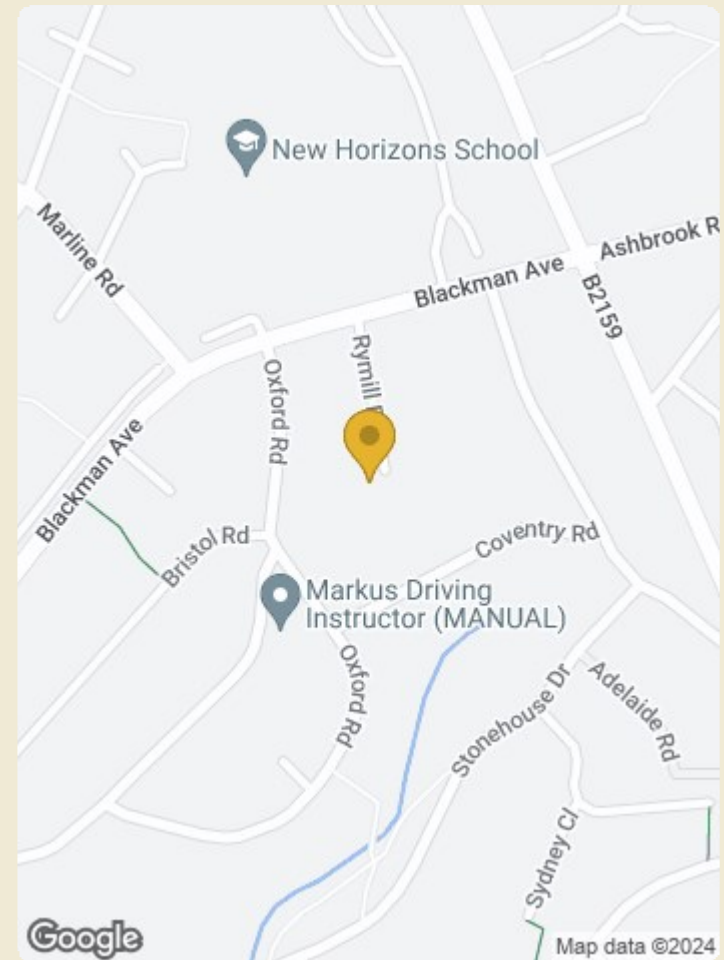 New Horizons School
Marline Rd
Ashbrook R
Blackman Ave
B2159
Rymill
Oxford Rd
Blackman Ave
Bristol Rd
Coventry Rd
Markus Driving
Instructor (MANUAL)
Oxford Rd
Stonehouse Dr
Adelaide Rd
Sydney Cl
Google
Map data ©2024